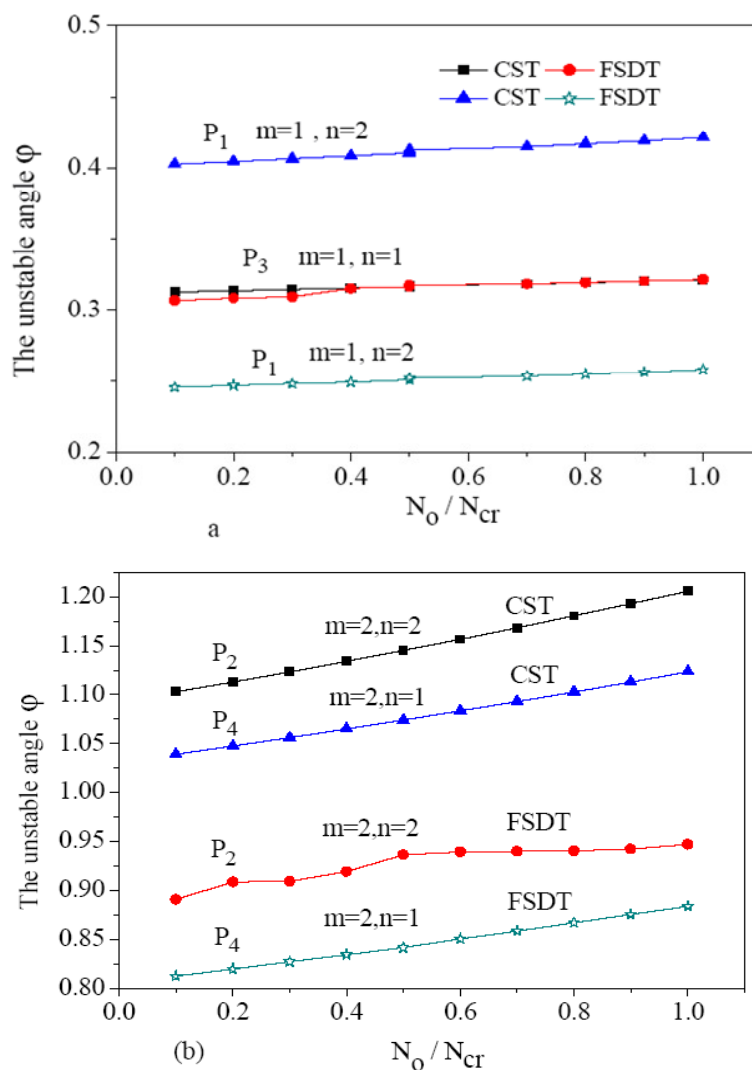 0.5
CST FSDT
CST FSDT
P1 m=1 , n=2
0.4
P3 m=1, n=1
0.3
P1 m=1, n=2
0.2
0.0 0.2 0.4 0.6 0.8 1.0
The unstable angle φ
No / Ncr
a
1.20
CST
m=2,n=2
P2
1.15
CST
1.10
m=2,n=1
P4
1.05
1.00
0.95
m=2,n=2
FSDT
P2
0.90
m=2,n=1
FSDT
P4
0.85
0.80
0.0 0.2 0.4 0.6 0.8 1.0
The unstable angle φ
No / Ncr
(b)